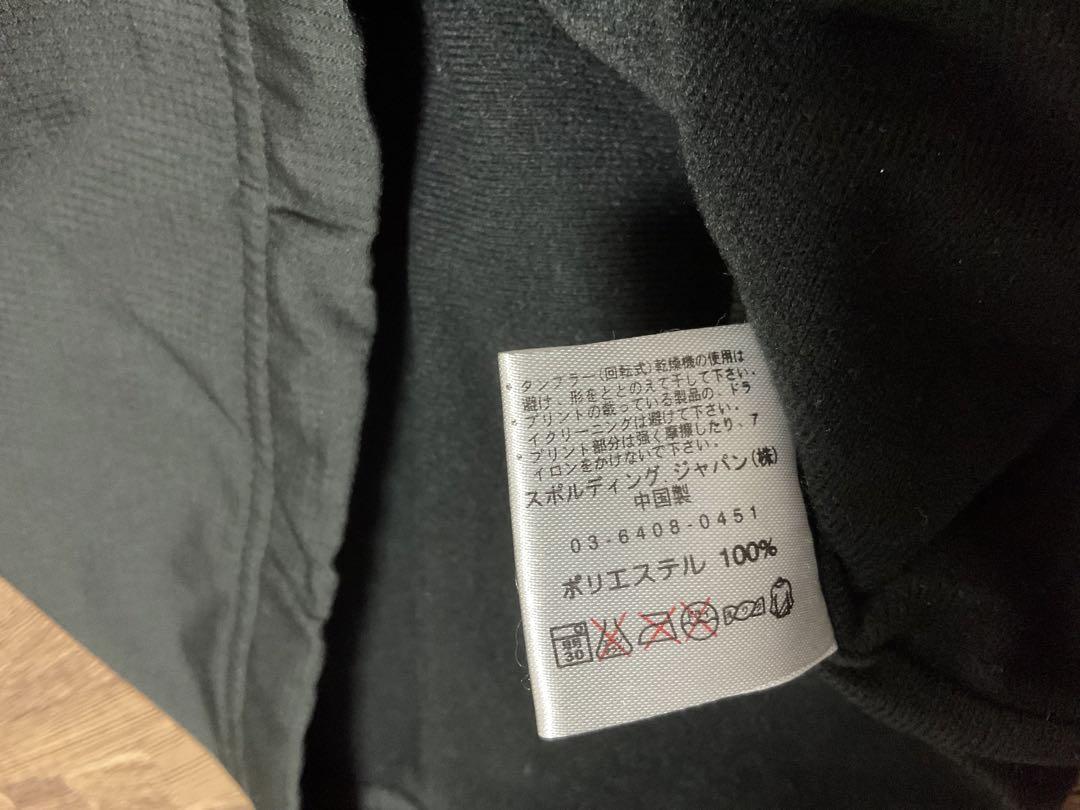 ・タンブラー(回転式)乾燥機の使用は
避け、形をととのえて干して下さい。
・プリントの載っている製品の、ドラ
イクリーニングは避けて下さい。
・プリント部分は強く摩擦したり、ア
イロンをかけないで下さい。
スポルディング ジャパン(株)
中国製
03-6408-0451
ポリエステル 100%
30